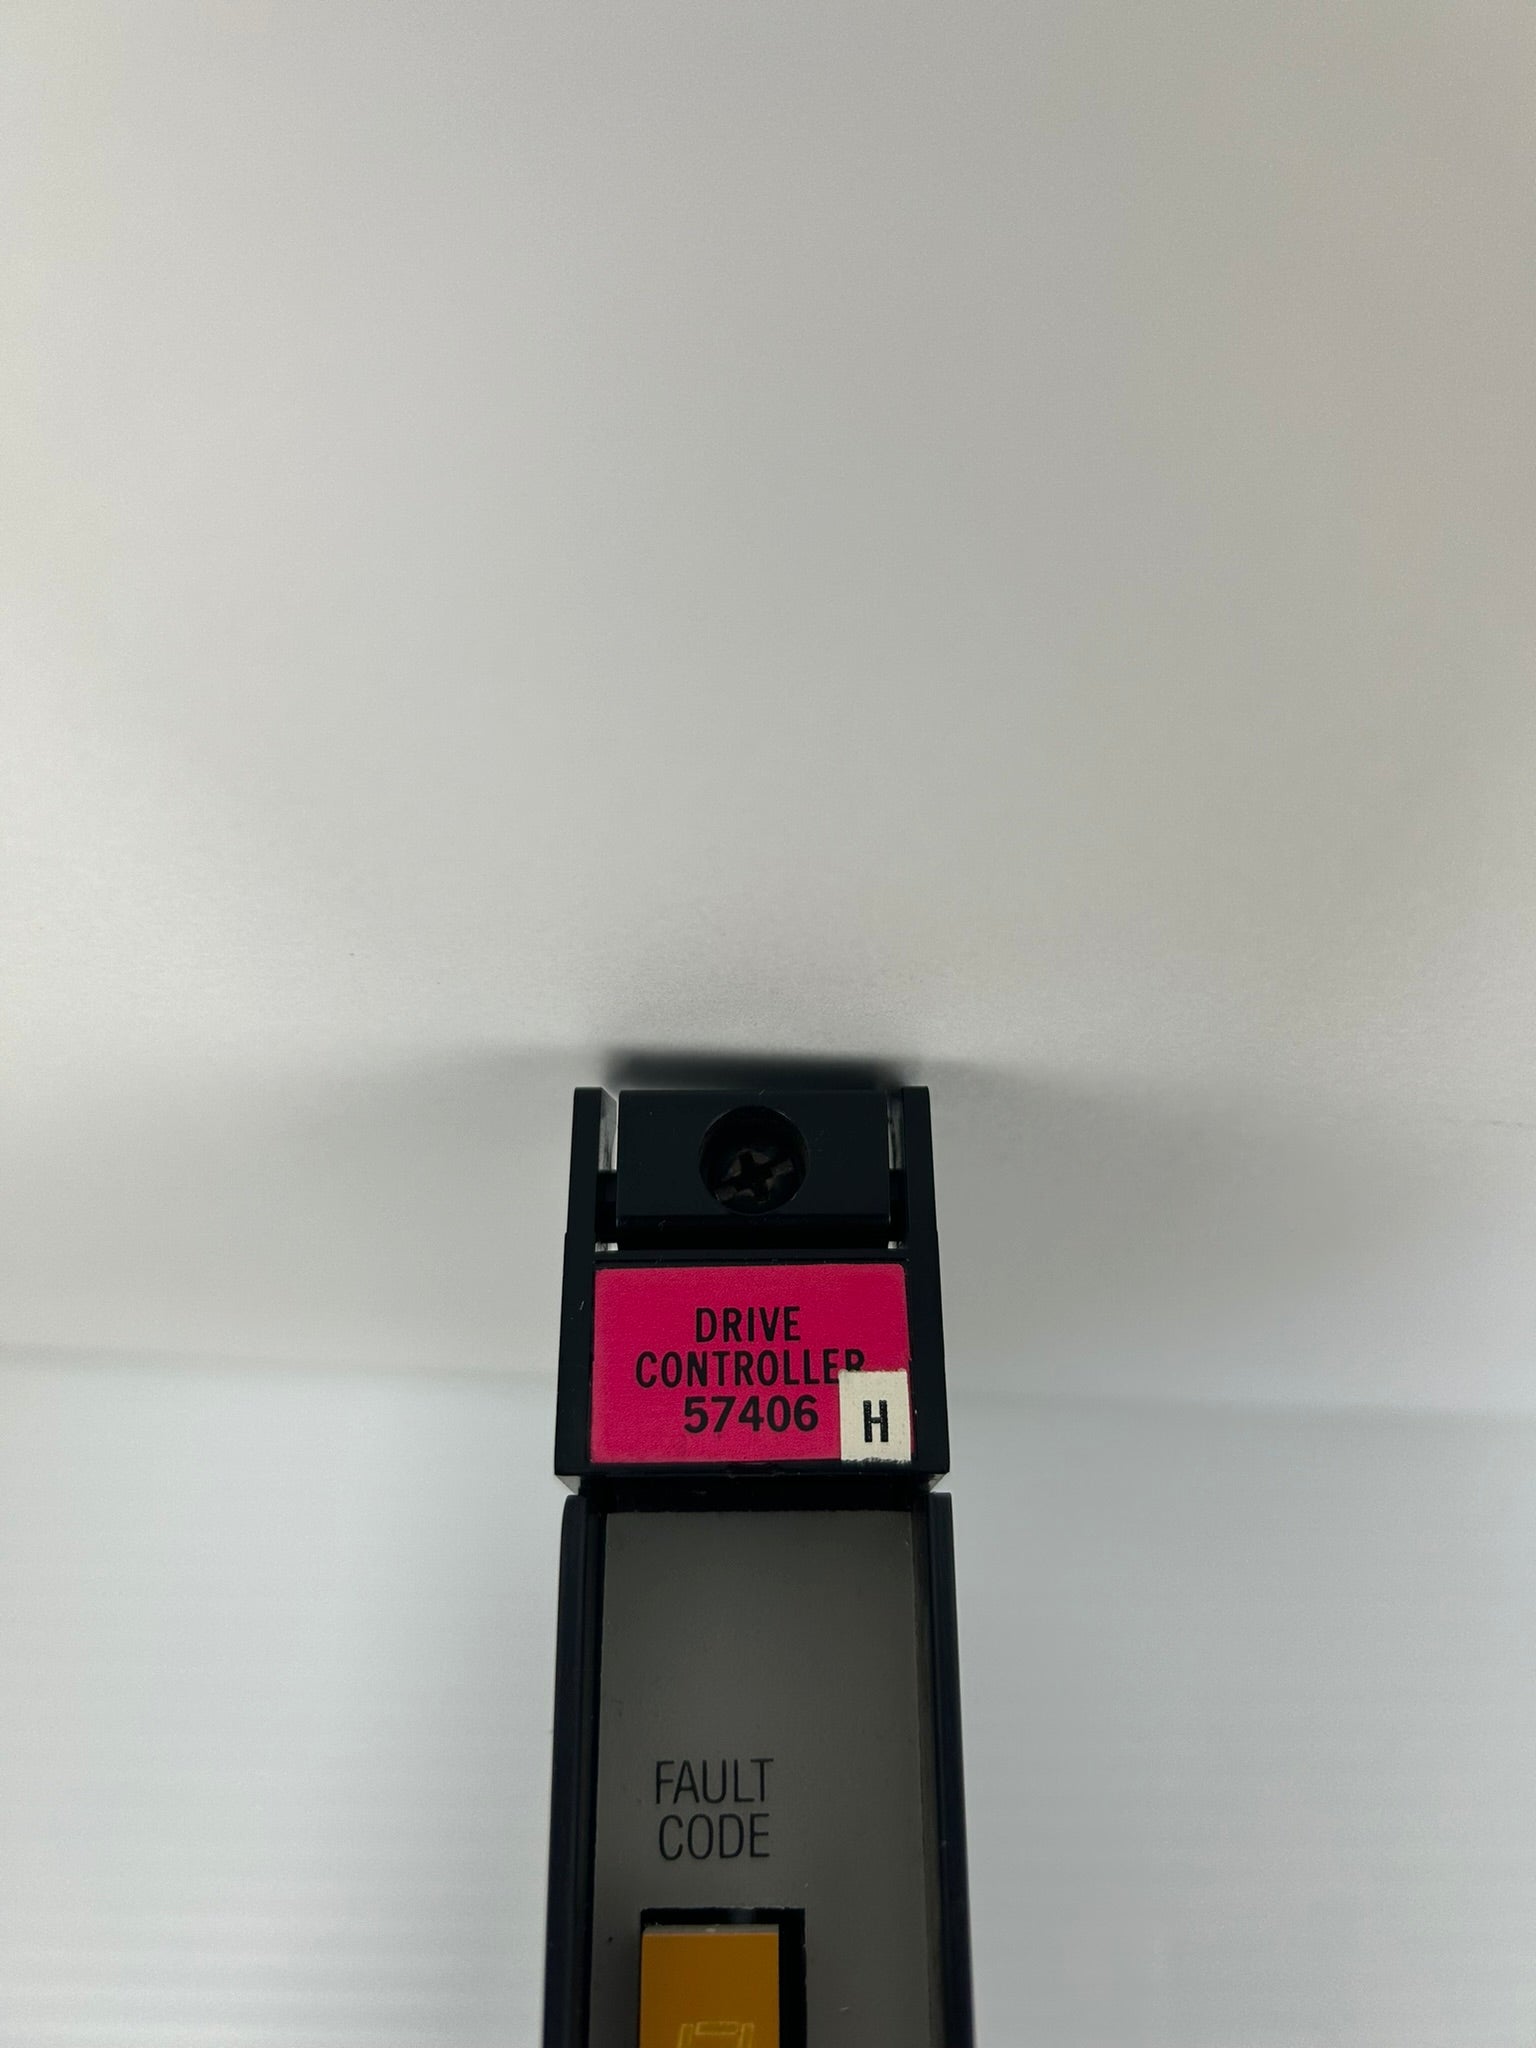 DRIVE
CONTROLLER
57406
H
FAULT
CODE